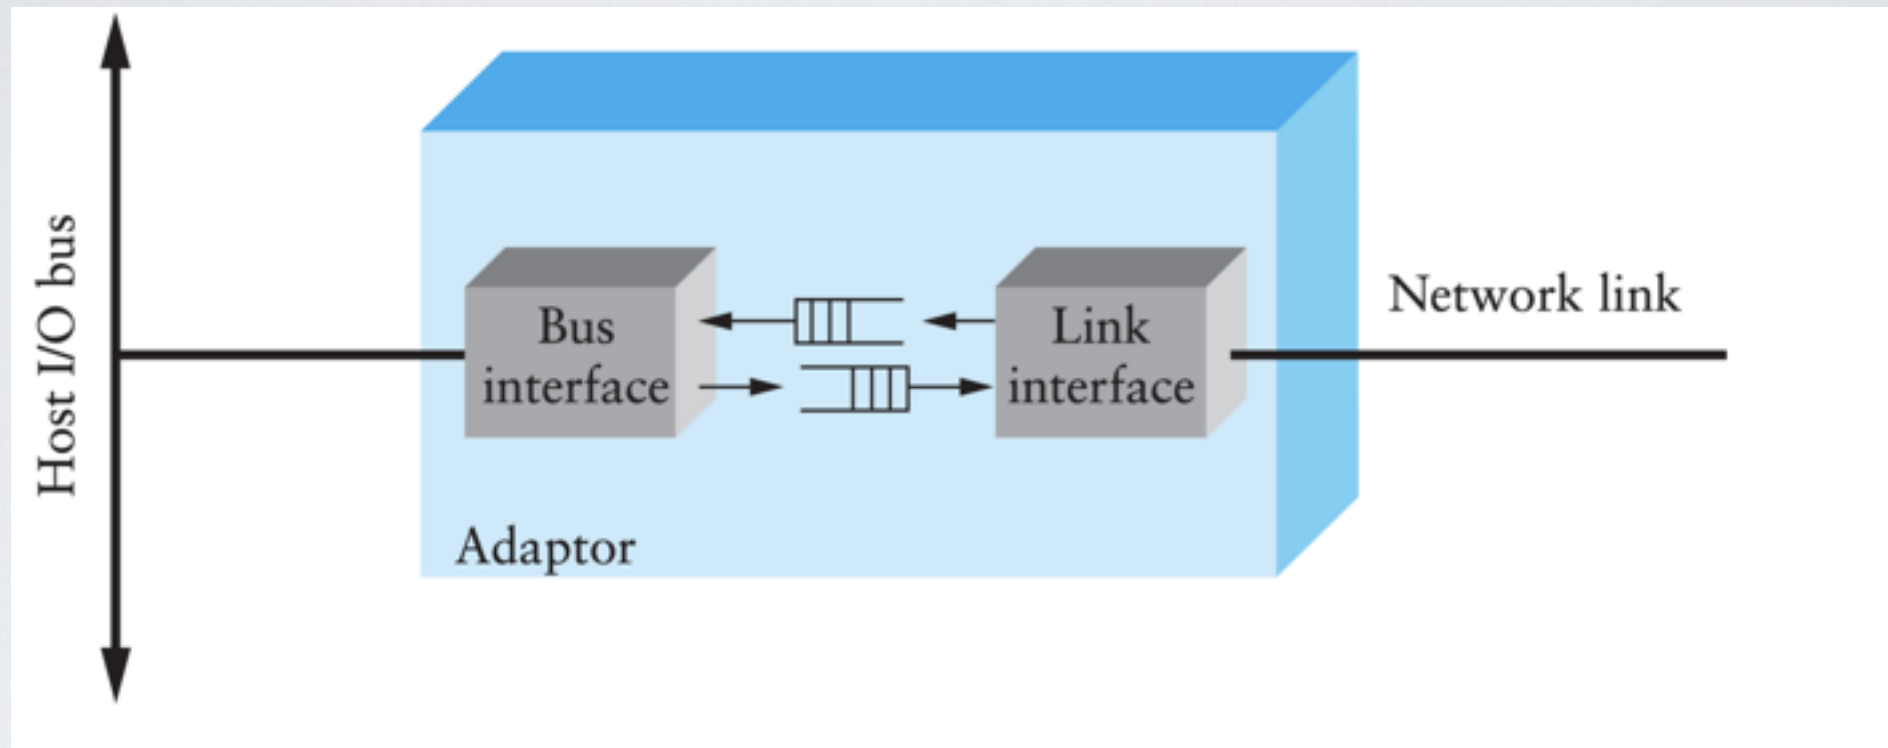 Host I/O bus
Bus
interface
Link
interface
Network link
Adaptor